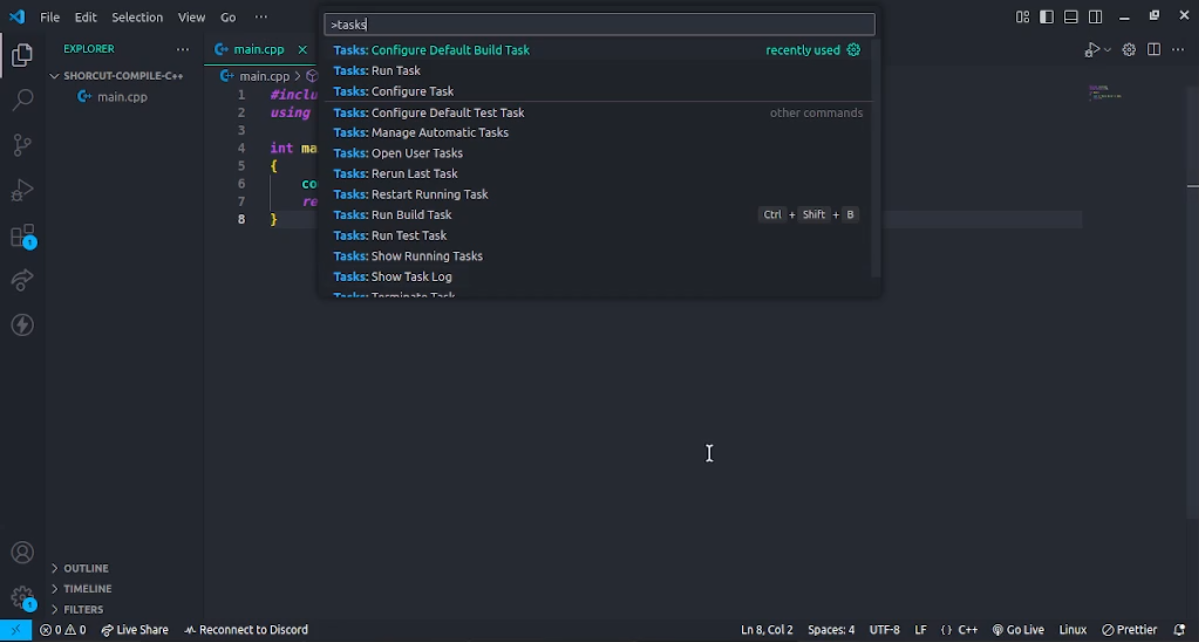 File Edit Selection View Go ···
>tasks
EXPLORER ···
main.cpp ×
Tasks: Configure Default Build Task recently used
SHORCUT-COMPILE-C++
main.cpp >
Tasks: Run Task
main.cpp
Tasks: Configure Task
1 #inclu
Tasks: Configure Default Test Task other commands
2 using
Tasks: Manage Automatic Tasks
3
4 int ma
Tasks: Open User Tasks
5 {
Tasks: Rerun Last Task
6 co
Tasks: Restart Running Task
7 re
Tasks: Run Build Task Ctrl + Shift + B
8 }
Tasks: Run Test Task
1
Tasks: Show Running Tasks
Tasks: Show Task Log
Tasks: Terminate Task
OUTLINE
TIMELINE
1
FILTERS
0 0 Live Share Reconnect to Discord Ln 8, Col 2 Spaces: 4 UTF-8 LF {} C++ Go Live Linux Prettier